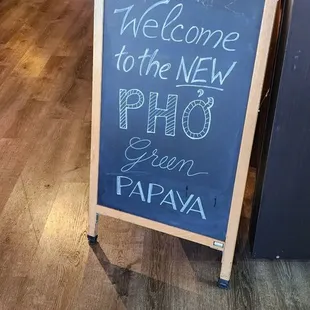 Welcome
to the NEW
PHỞ
Green
PAPAYA